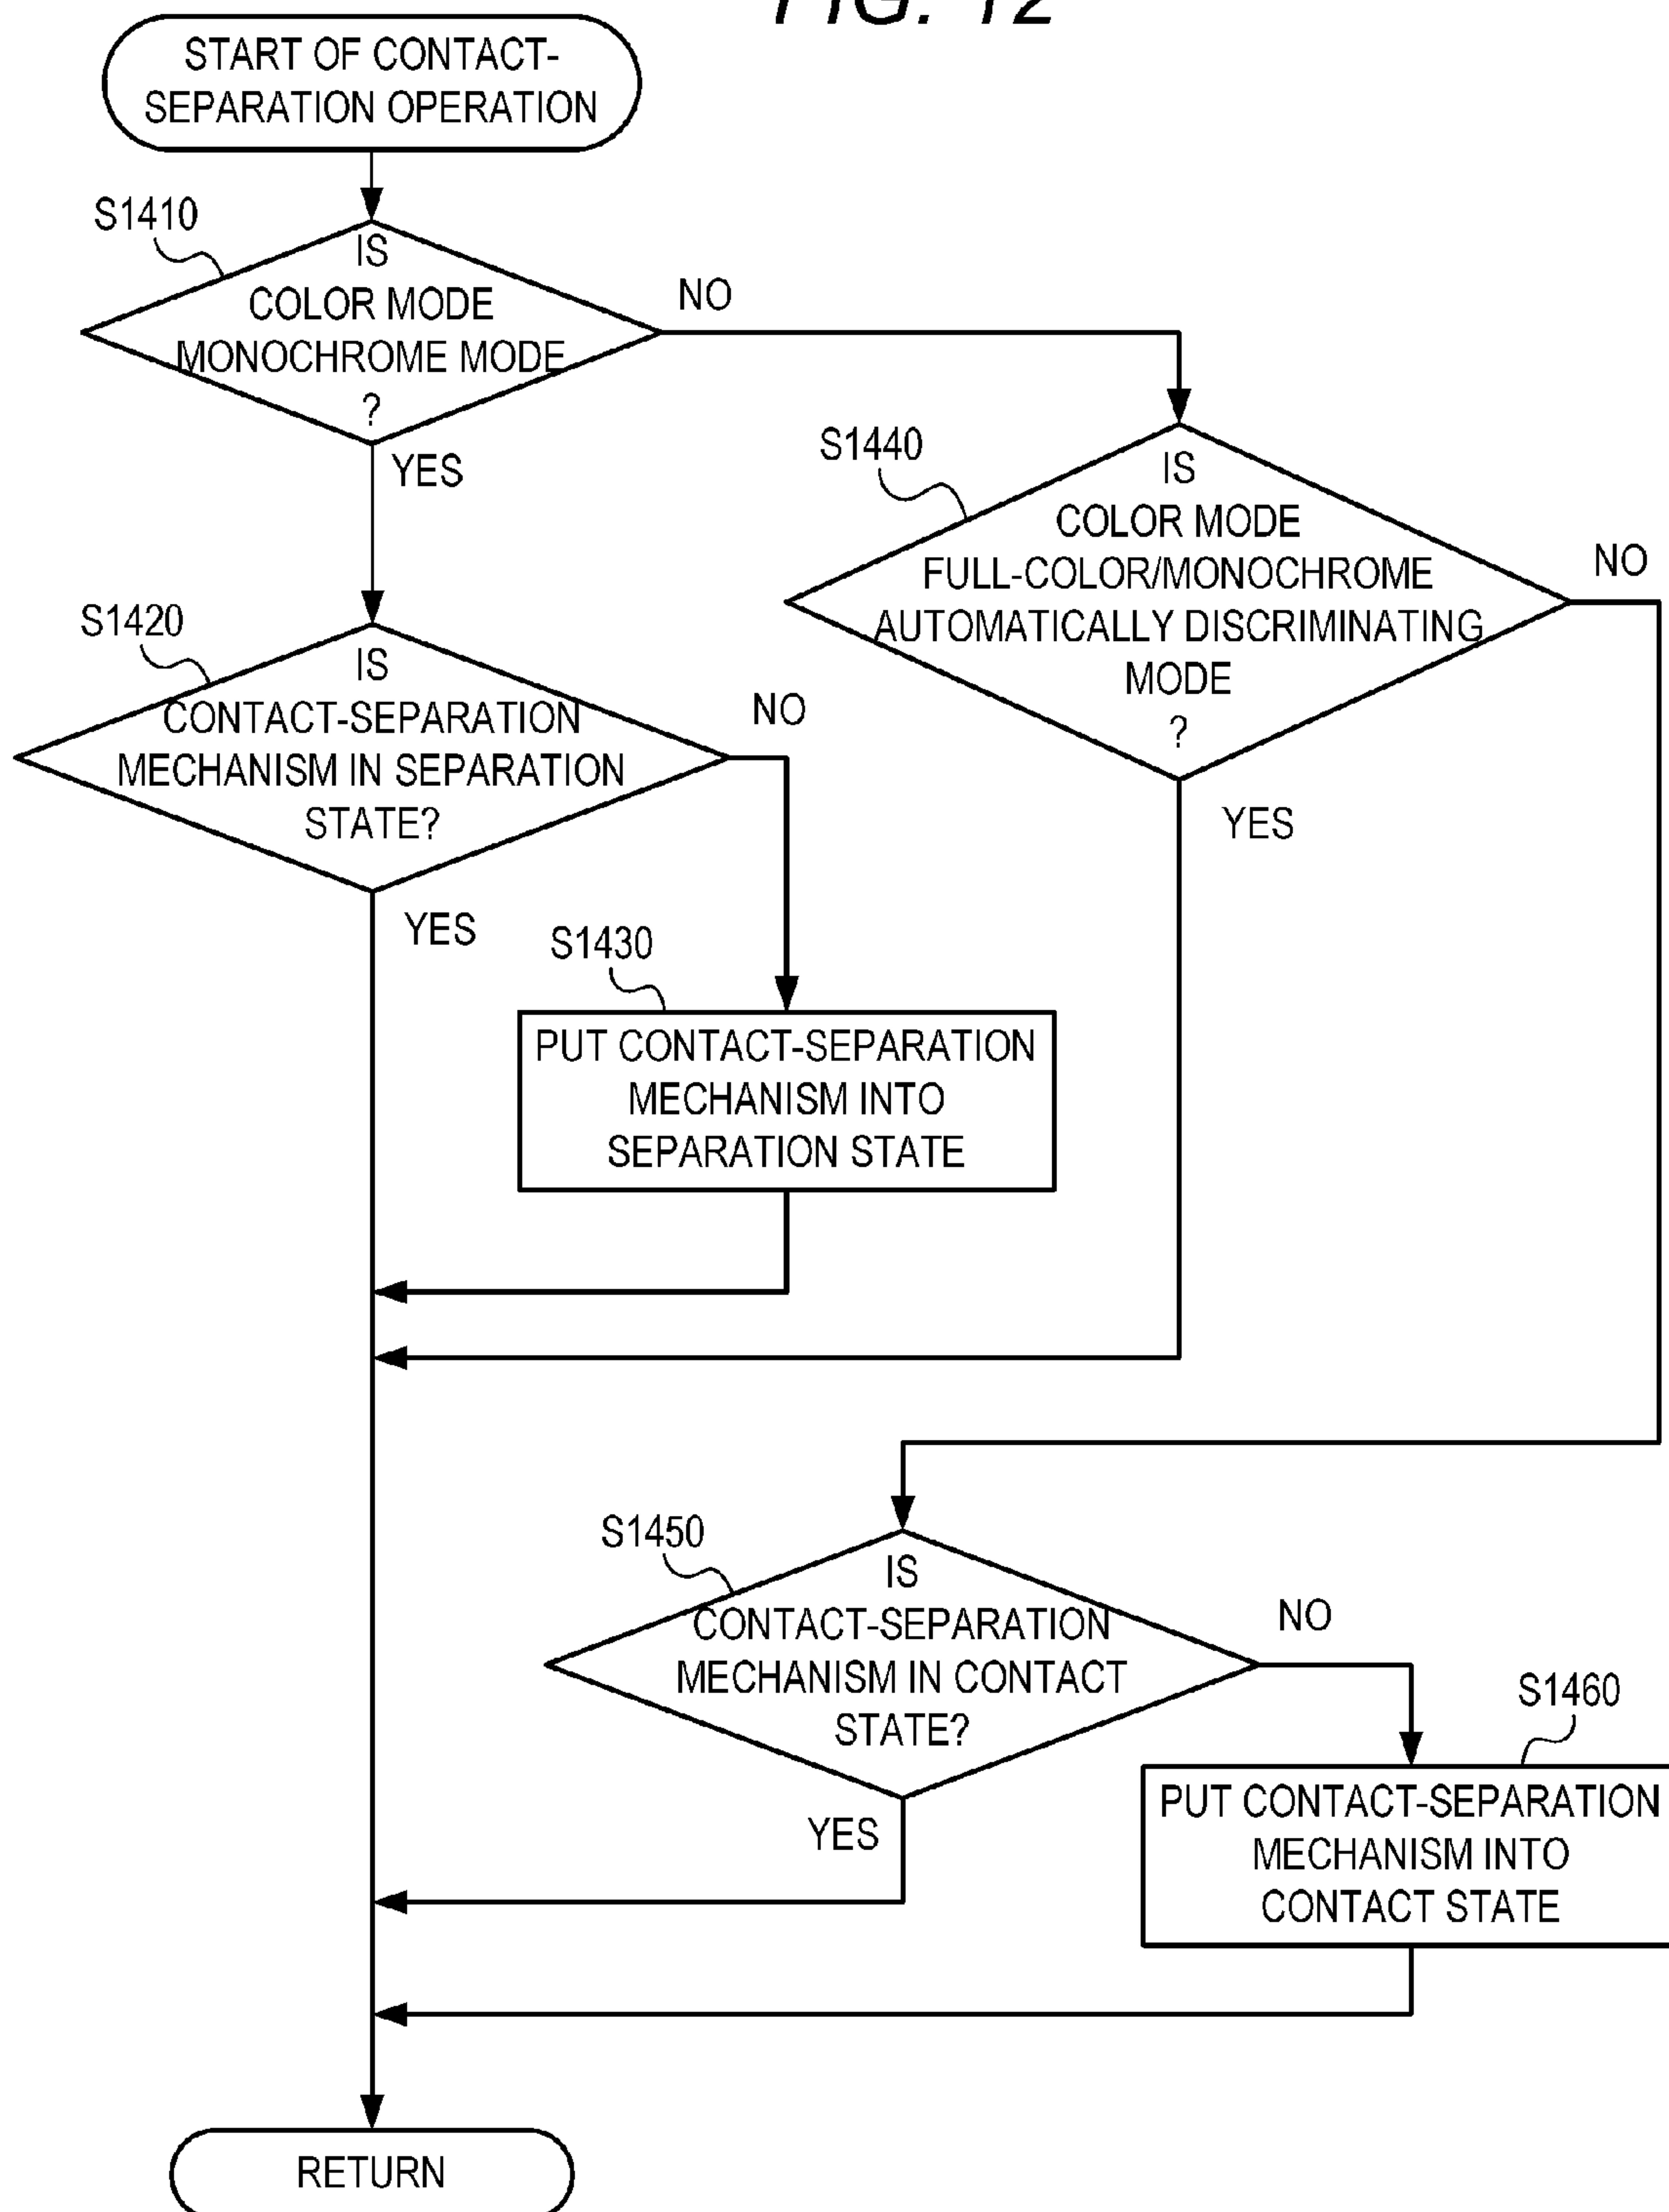 FIG. 12
START OF CONTACT-
SEPARATION OPERATION
S1410
IS
COLOR MODE
MONOCHROME MODE
?
NO
YES
S1440
IS
COLOR MODE
FULL-COLOR/MONOCHROME
AUTOMATICALLY DISCRIMINATING
MODE
?
NO
YES
S1420
IS
CONTACT-SEPARATION
MECHANISM IN SEPARATION
STATE?
NO
YES
S1430
PUT CONTACT-SEPARATION
MECHANISM INTO
SEPARATION STATE
S1450
IS
CONTACT-SEPARATION
MECHANISM IN CONTACT
STATE?
NO
YES
S1460
PUT CONTACT-SEPARATION
MECHANISM INTO
CONTACT STATE
RETURN